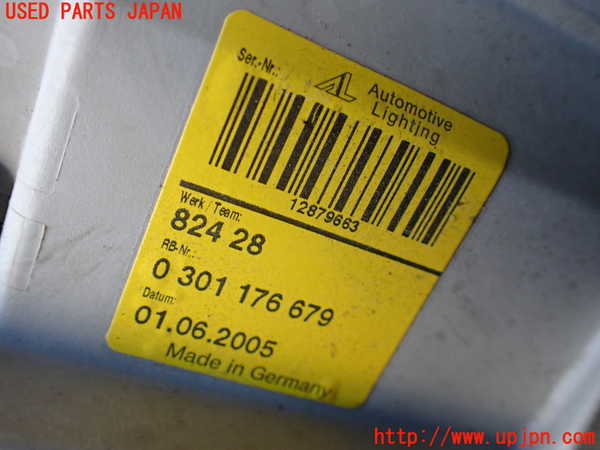 USED PARTS JAPAN
Ser.-Nr.:
AL Automotive
Lighting
12879663
Werk / Team:
824 28
RB-Nr.:
0 301 176 679
Datum:
01.06.2005
Made in Germany
http://www.upjpn.com/